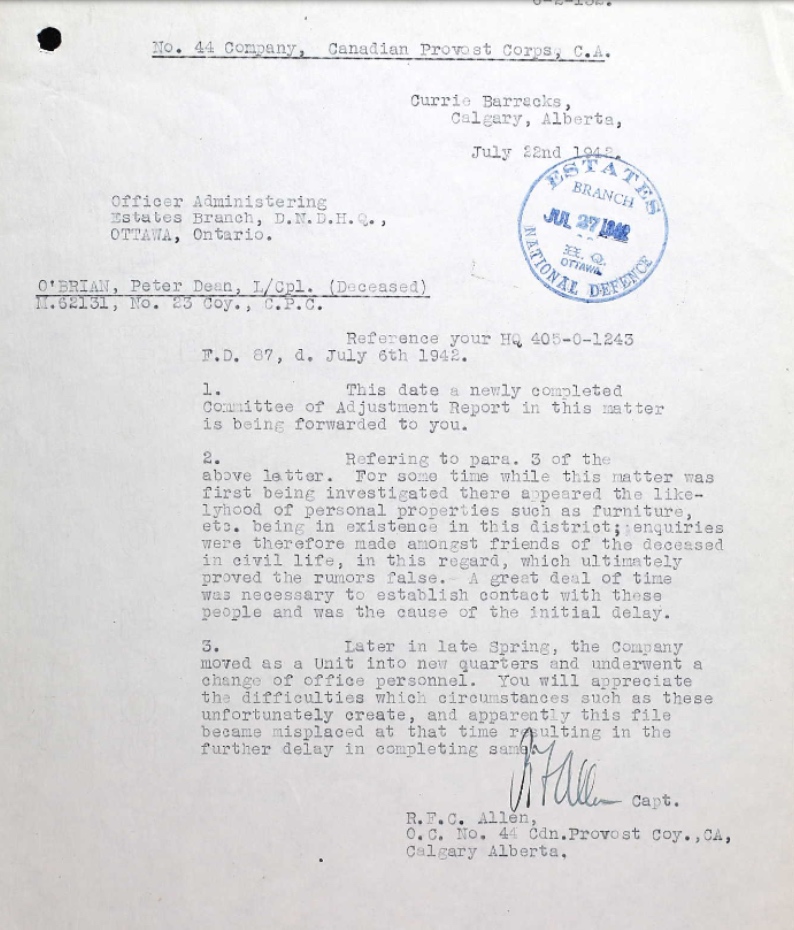 No. 44 Company, Canadian Provost Corps, C.A.
Currie Barracks,
Calgary, Alberta,
July 22nd 1942.
ESTATES
BRANCH
JUL 27 1942
H. Q.
OTTAWA
NATIONAL DEFENCE
Officer Administering
Estates Branch, D.N.D.H.Q.,
OTTAWA, Ontario.
O'BRIAN, Peter Dean, L/Cpl. (Deceased)
M.62131, No. 23 Coy., C.P.C.
Reference your HQ 405-0-1243
F.D. 87, d. July 6th 1942.
1. This date a newly completed
Committee of Adjustment Report in this matter
is being forwarded to you.
2. Refering to para. 3 of the
above latter. For some time while this matter was
first being investigated there appeared the like-
lyhood of personal properties such as furniture,
etc. being in existence in this district; enquiries
were therefore made amongst friends of the deceased
in civil life, in this regard, which ultimately
proved the rumors false. A great deal of time
was necessary to establish contact with these
people and was the cause of the initial delay.
3. Later in late Spring, the Company
moved as a Unit into new quarters and underwent a
change of office personnel. You will appreciate
the difficulties which circumstances such as these
unfortunately create, and apparently this file
became misplaced at that time resulting in the
further delay in completing same.
RF Allen Capt.
R.F.C. Allen,
O.C. No. 44 Cdn.Provost Coy.,CA,
Calgary Alberta.